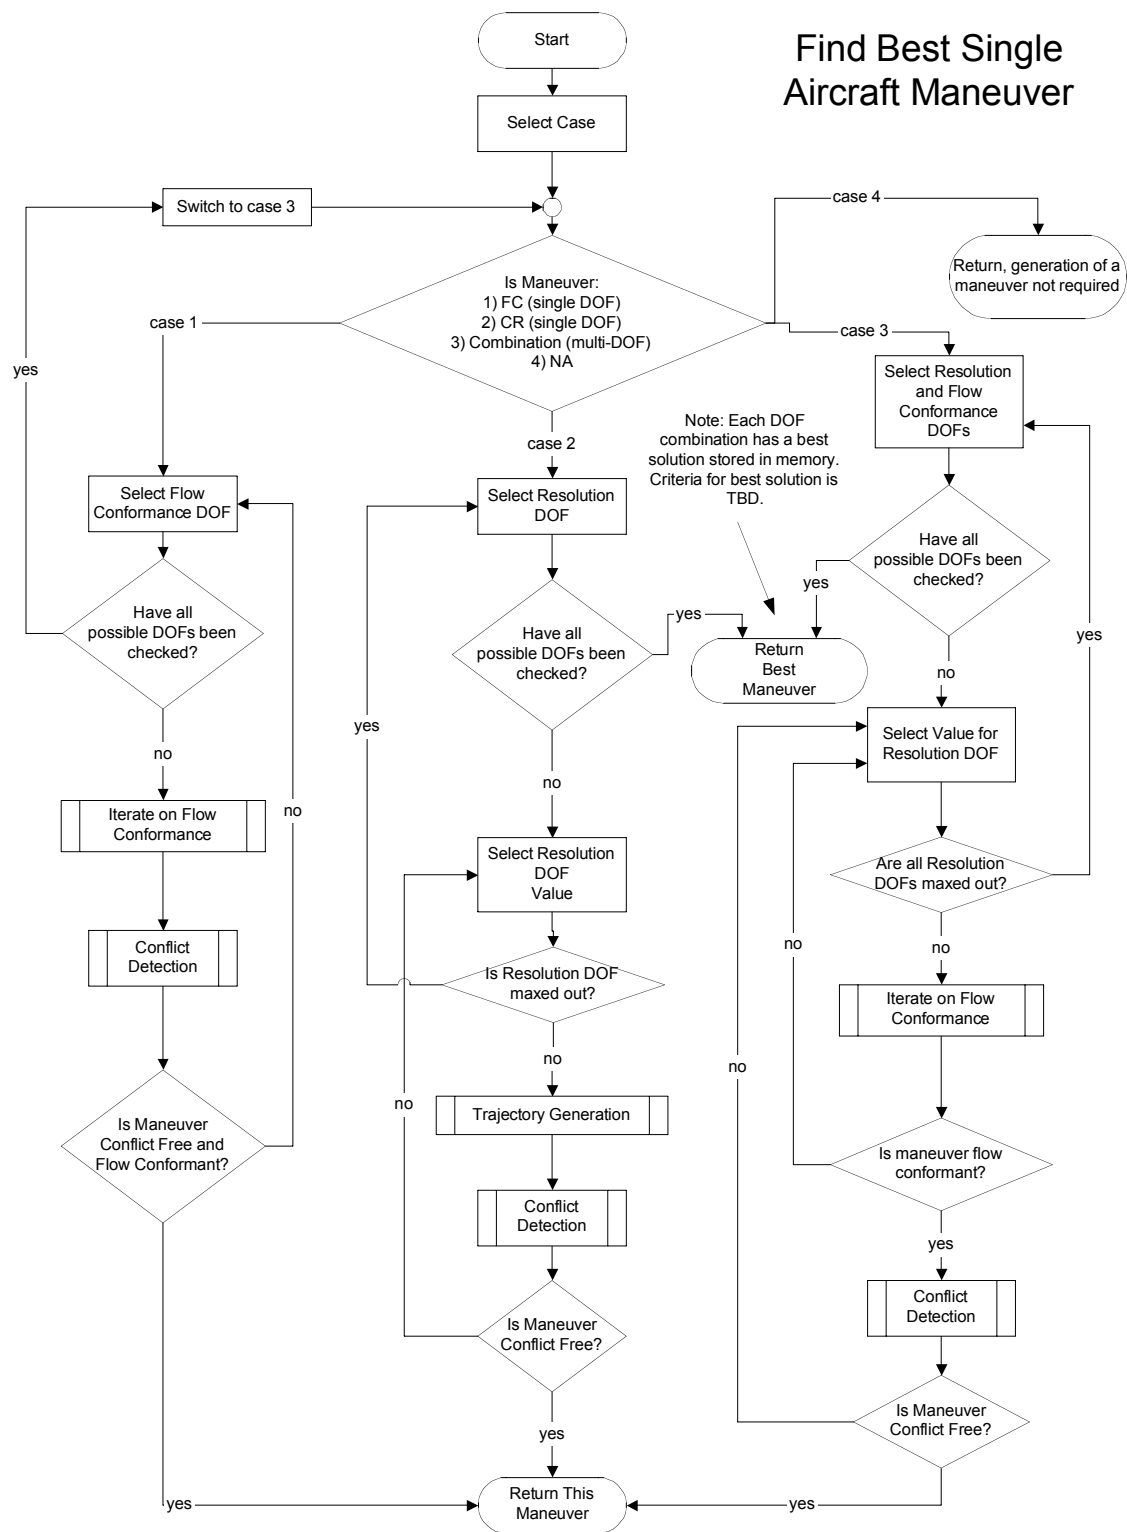 Find Best Single
Aircraft Maneuver
Start
Select Case
Switch to case 3
case 4
Return, generation of a
maneuver not required
Is Maneuver:
1) FC (single DOF)
2) CR (single DOF)
3) Combination (multi-DOF)
4) NA
case 1
case 3
case 2
yes
Select Flow
Conformance DOF
Have all
possible DOFs been
checked?
no
Iterate on Flow
Conformance
no
Conflict
Detection
Is Maneuver
Conflict Free and
Flow Conformant?
yes
Select Resolution
DOF
Have all
possible DOFs been
checked?
yes
yes
no
Select Resolution
DOF
Value
Is Resolution DOF
maxed out?
no
no
Trajectory Generation
Conflict
Detection
Is Maneuver
Conflict Free?
yes
Return This
Maneuver
Note: Each DOF
combination has a best
solution stored in memory.
Criteria for best solution is
TBD.
Return
Best
Maneuver
Select Resolution
and Flow
Conformance
DOFs
Have all
possible DOFs been
checked?
yes
yes
no
Select Value for
Resolution DOF
Are all Resolution
DOFs maxed out?
no
no
Iterate on Flow
Conformance
no
Is maneuver flow
conformant?
yes
Conflict
Detection
Is Maneuver
Conflict Free?
yes